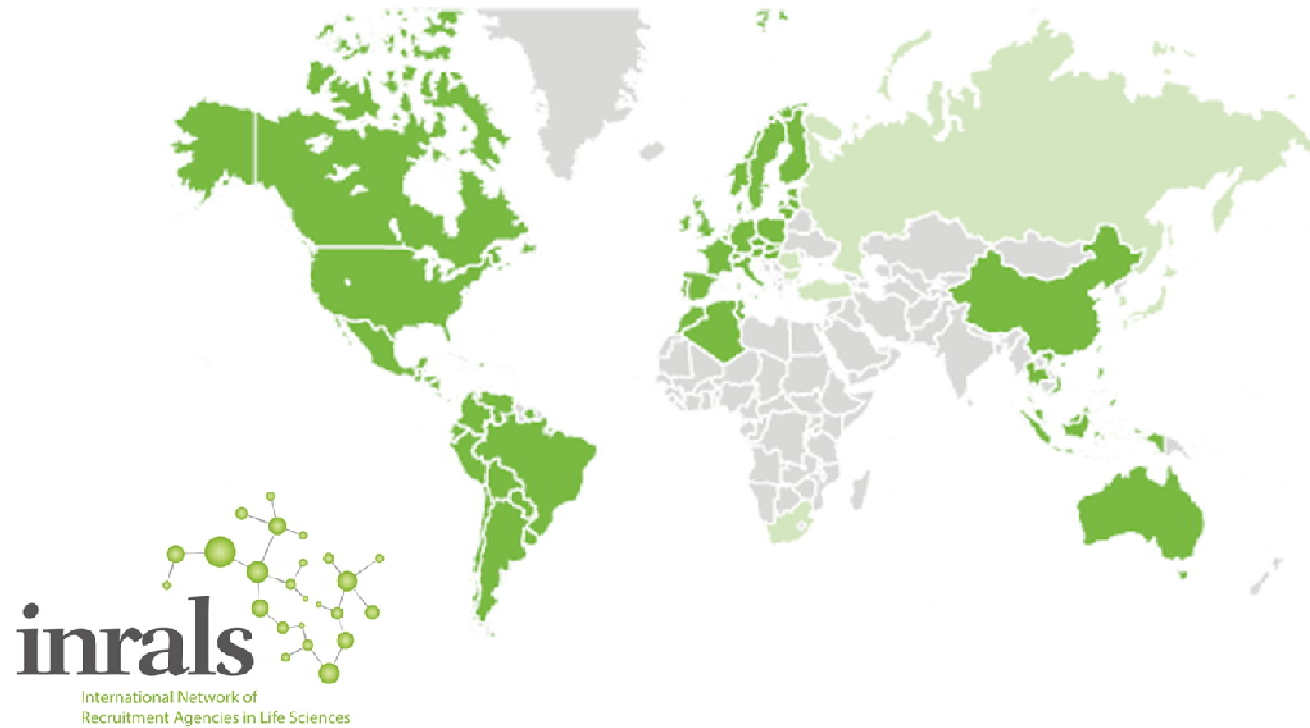 inrals
International Network of
Recruitment Agencies in Life Sciences